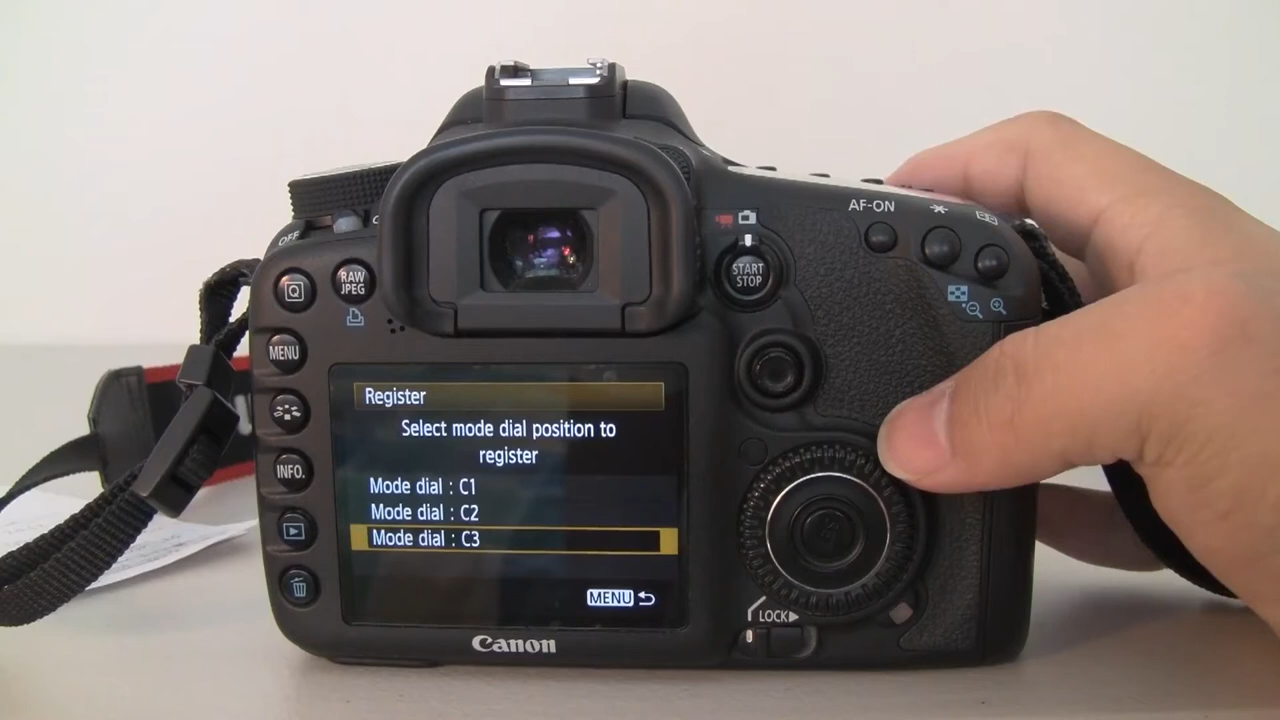 AF-ON
OFF
Q
RAW
JPEG
START
STOP
MENU
INFO.
Register
Select mode dial position to
register
Mode dial : C1
Mode dial : C2
Mode dial : C3
MENU
LOCK
Canon